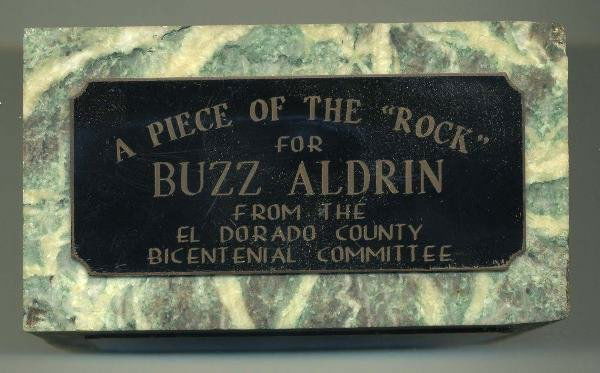 A PIECE OF THE "ROCK"
FOR
BUZZ ALDRIN
FROM THE
EL DORADO COUNTY
BICENTENIAL COMMITTEE